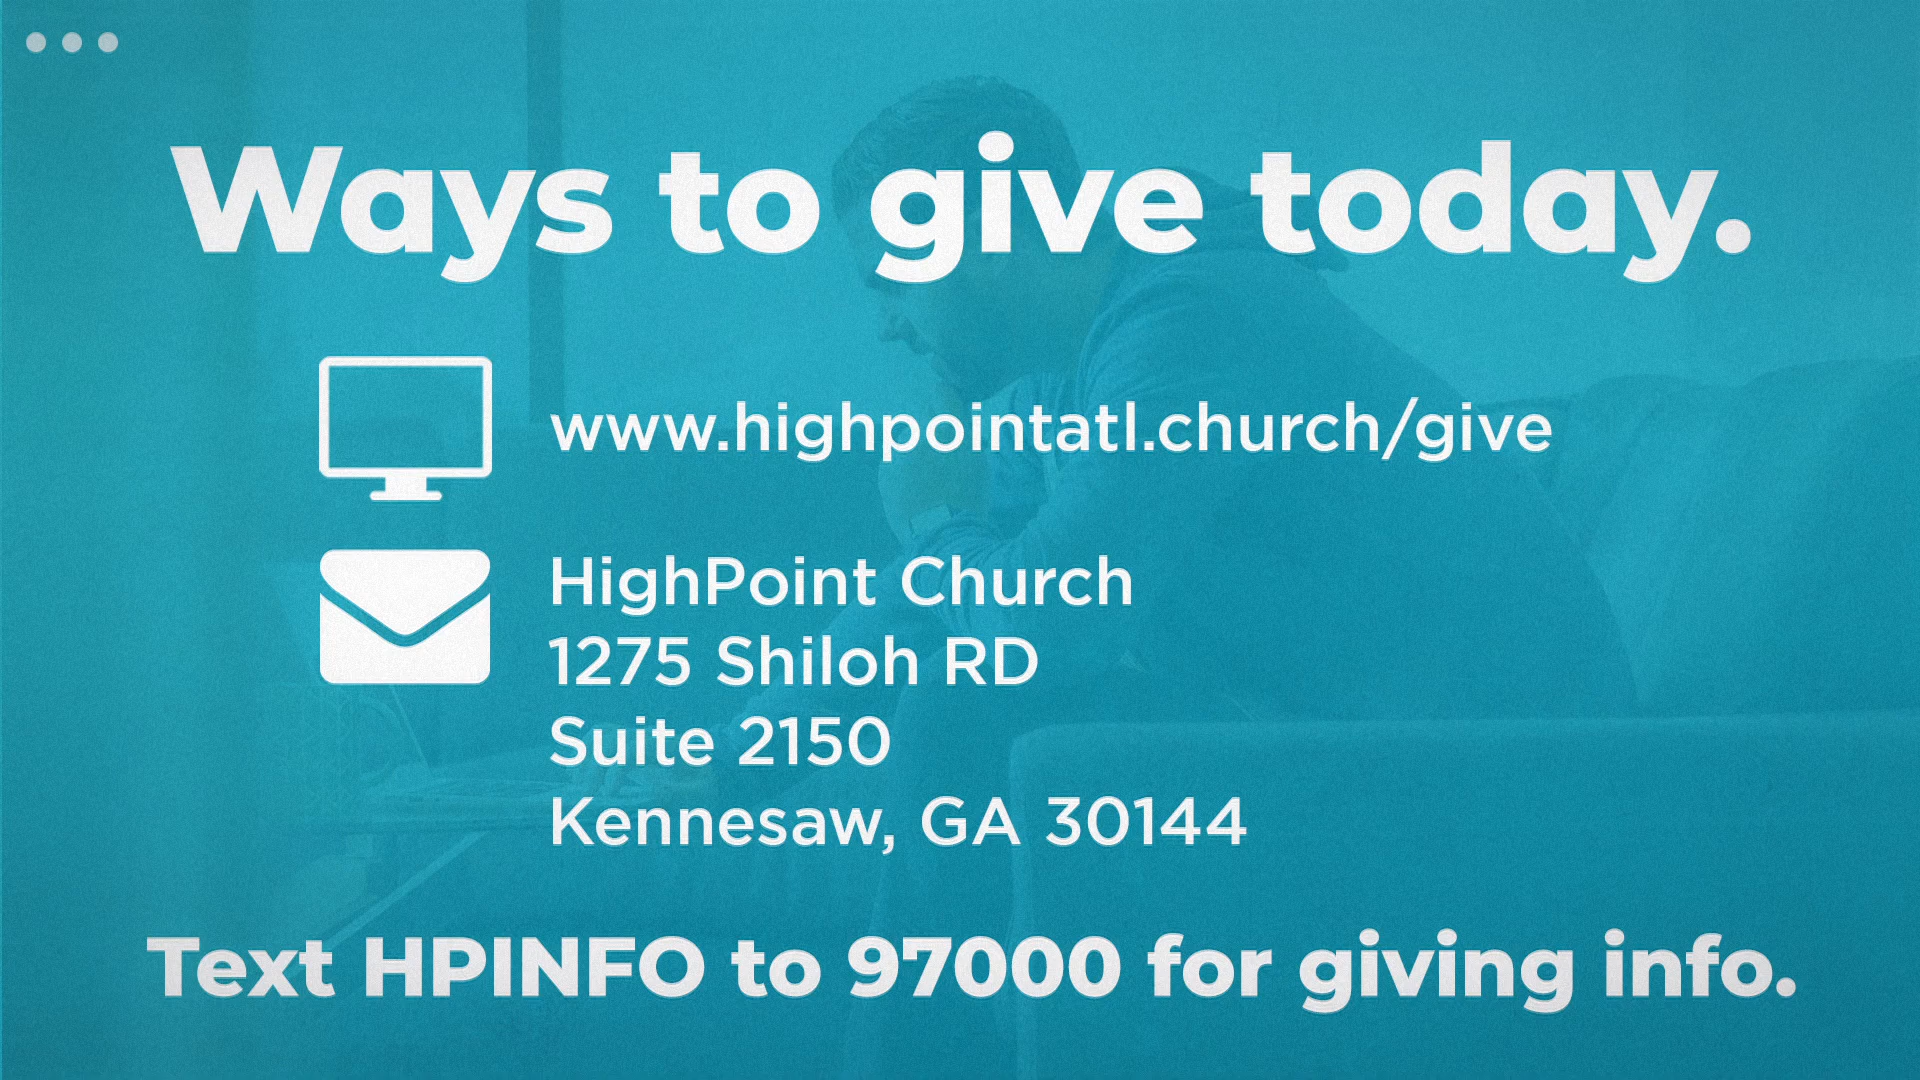 Ways to give today.
www.highpointatl.church/give
HighPoint Church
1275 Shiloh RD
Suite 2150
Kennesaw, GA 30144
Text HPINFO to 97000 for giving info.